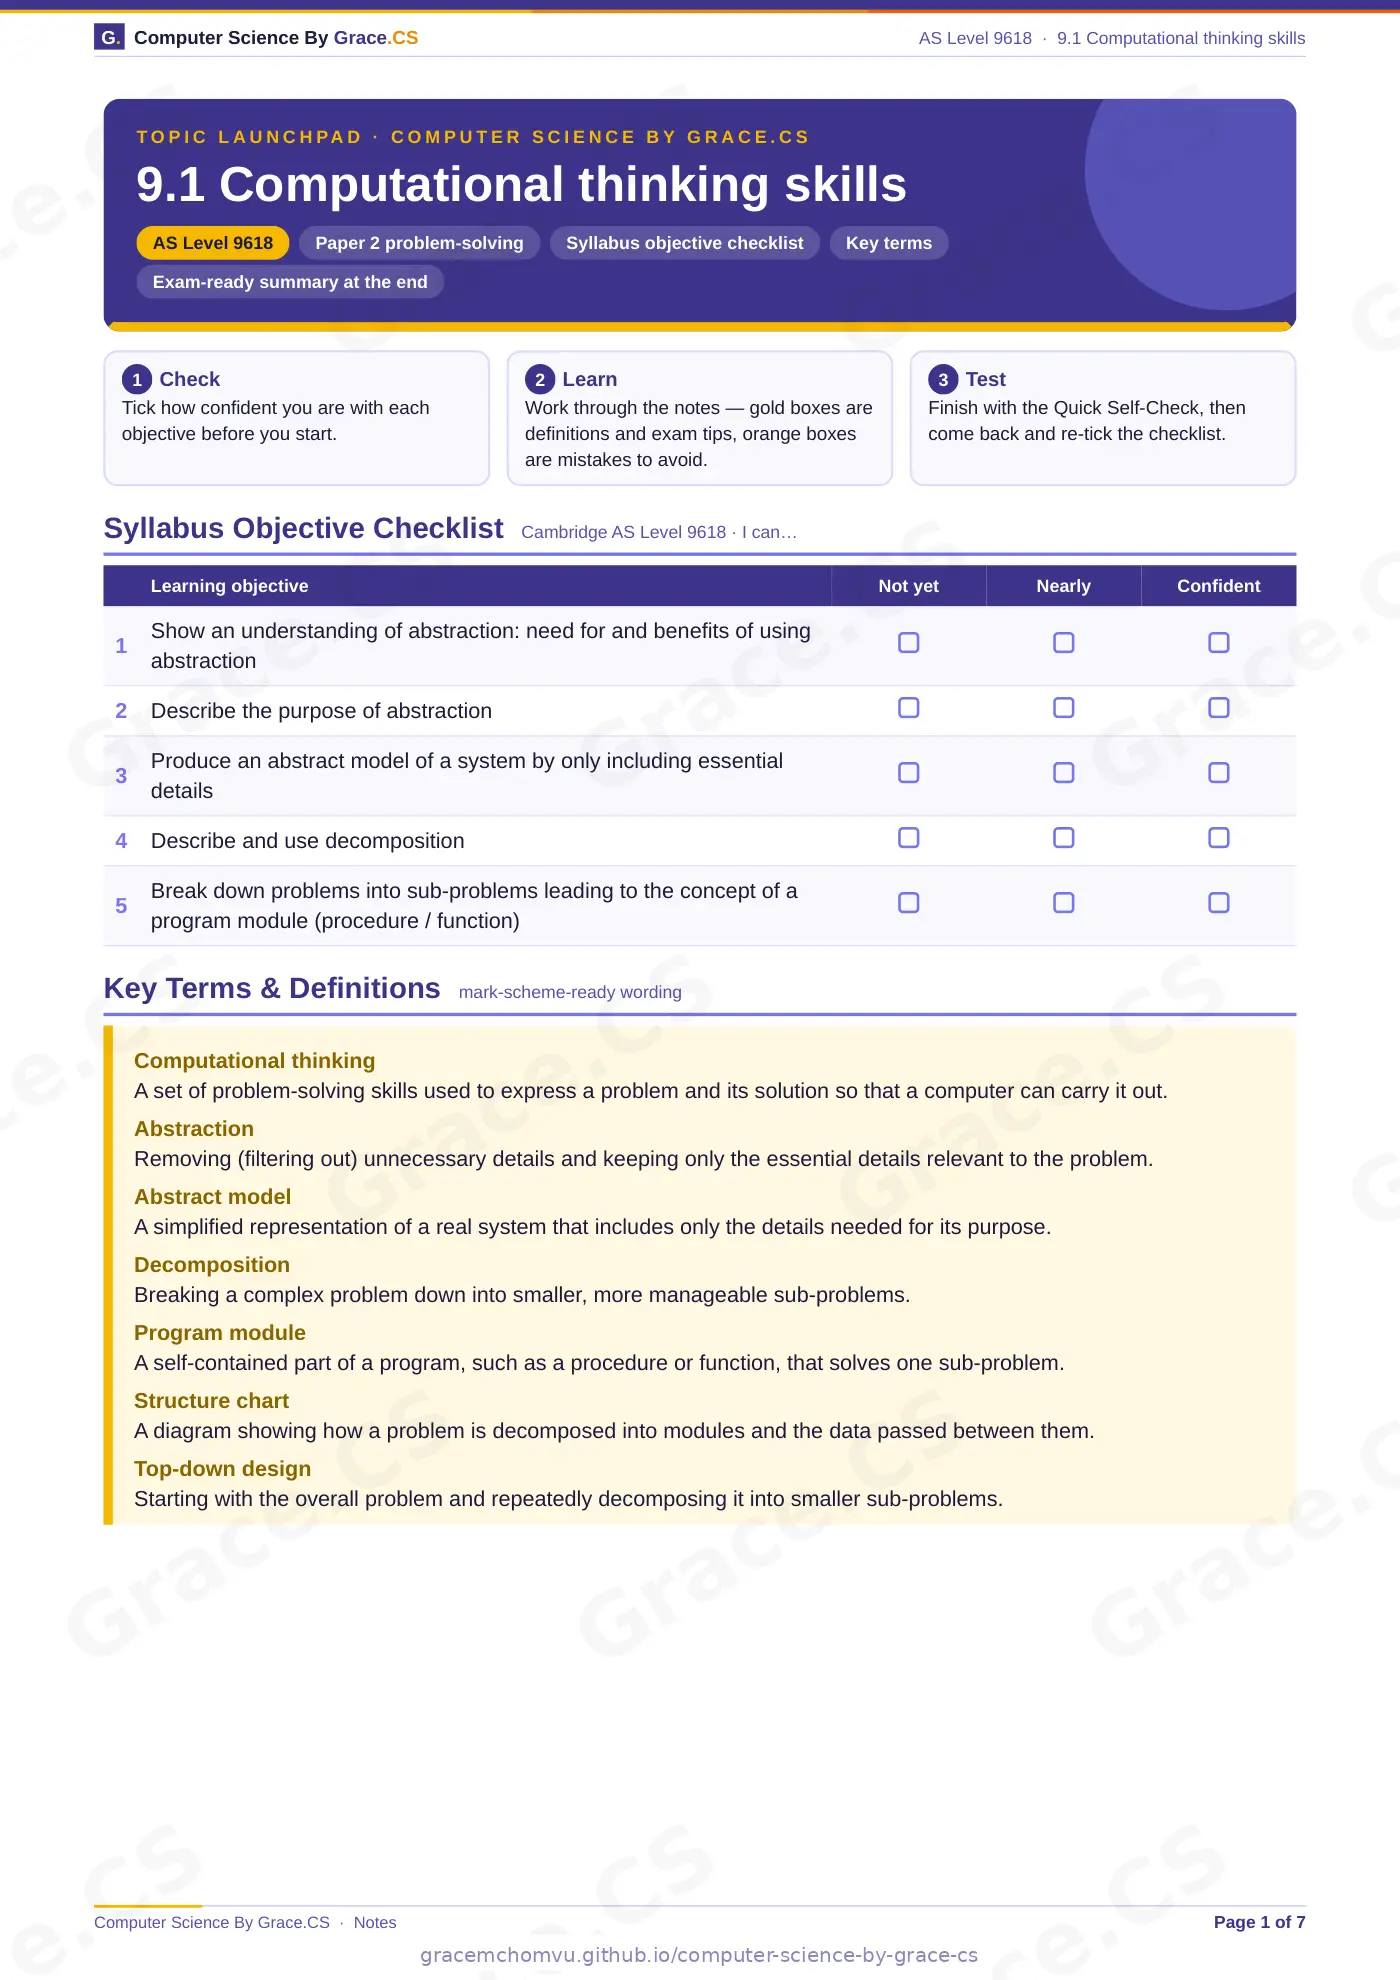 G. Computer Science By Grace.CS
AS Level 9618 · 9.1 Computational thinking skills
TOPIC LAUNCHPAD · COMPUTER SCIENCE BY GRACE.CS
9.1 Computational thinking skills
AS Level 9618 Paper 2 problem-solving Syllabus objective checklist Key terms
Exam-ready summary at the end
1 Check
Tick how confident you are with each
objective before you start.
2 Learn
Work through the notes — gold boxes are
definitions and exam tips, orange boxes
are mistakes to avoid.
3 Test
Finish with the Quick Self-Check, then
come back and re-tick the checklist.
Syllabus Objective Checklist Cambridge AS Level 9618 · I can…
Learning objective Not yet Nearly Confident
1 Show an understanding of abstraction: need for and benefits of using
abstraction
2 Describe the purpose of abstraction
3 Produce an abstract model of a system by only including essential
details
4 Describe and use decomposition
5 Break down problems into sub-problems leading to the concept of a
program module (procedure / function)
Key Terms & Definitions mark-scheme-ready wording
Computational thinking
A set of problem-solving skills used to express a problem and its solution so that a computer can carry it out.
Abstraction
Removing (filtering out) unnecessary details and keeping only the essential details relevant to the problem.
Abstract model
A simplified representation of a real system that includes only the details needed for its purpose.
Decomposition
Breaking a complex problem down into smaller, more manageable sub-problems.
Program module
A self-contained part of a program, such as a procedure or function, that solves one sub-problem.
Structure chart
A diagram showing how a problem is decomposed into modules and the data passed between them.
Top-down design
Starting with the overall problem and repeatedly decomposing it into smaller sub-problems.
Computer Science By Grace.CS · Notes
Page 1 of 7
gracemchomvu.github.io/computer-science-by-grace-cs